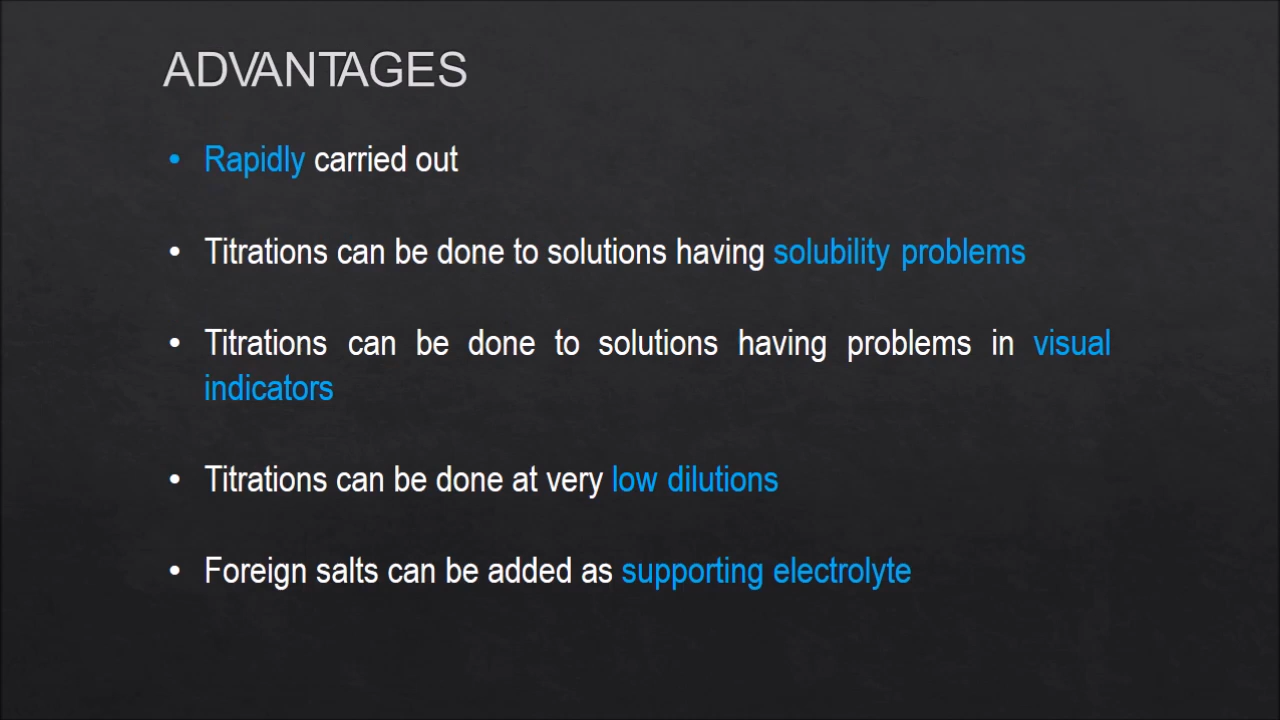 ADVANTAGES
• Rapidly carried out
• Titrations can be done to solutions having solubility problems
• Titrations can be done to solutions having problems in visual
indicators
• Titrations can be done at very low dilutions
• Foreign salts can be added as supporting electrolyte